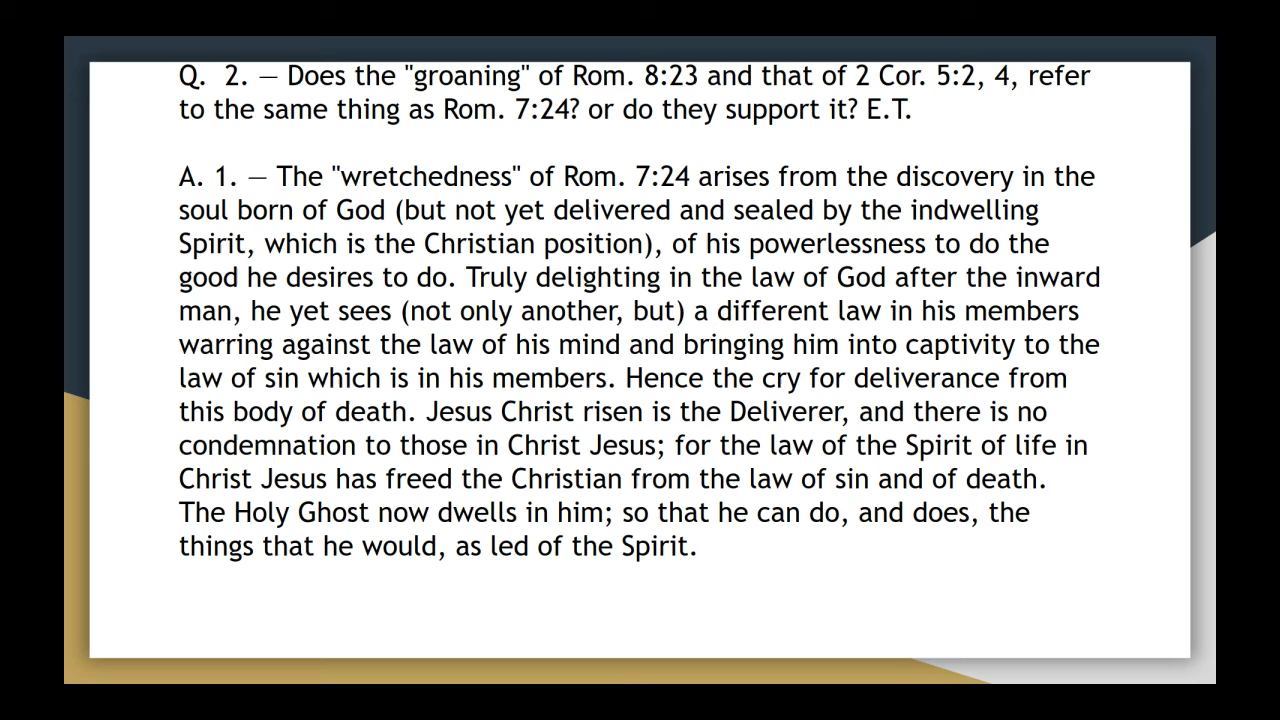 Q.  2. — Does the "groaning" of Rom. 8:23 and that of 2 Cor. 5:2, 4, refer
to the same thing as Rom. 7:24? or do they support it? E.T.
A. 1. — The "wretchedness" of Rom. 7:24 arises from the discovery in the
soul born of God (but not yet delivered and sealed by the indwelling
Spirit, which is the Christian position), of his powerlessness to do the
good he desires to do. Truly delighting in the law of God after the inward
man, he yet sees (not only another, but) a different law in his members
warring against the law of his mind and bringing him into captivity to the
law of sin which is in his members. Hence the cry for deliverance from
this body of death. Jesus Christ risen is the Deliverer, and there is no
condemnation to those in Christ Jesus; for the law of the Spirit of life in
Christ Jesus has freed the Christian from the law of sin and of death.
The Holy Ghost now dwells in him; so that he can do, and does, the
things that he would, as led of the Spirit.